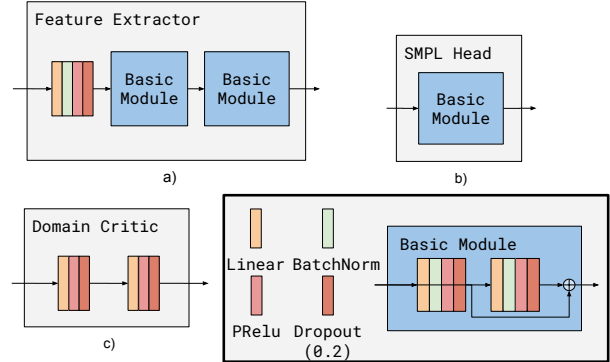 Feature Extractor
Basic
Module
Basic
Module
a)
SMPL Head
Basic
Module
b)
Domain Critic
c)
Linear
BatchNorm
PRelu
Dropout
(0.2)
Basic Module